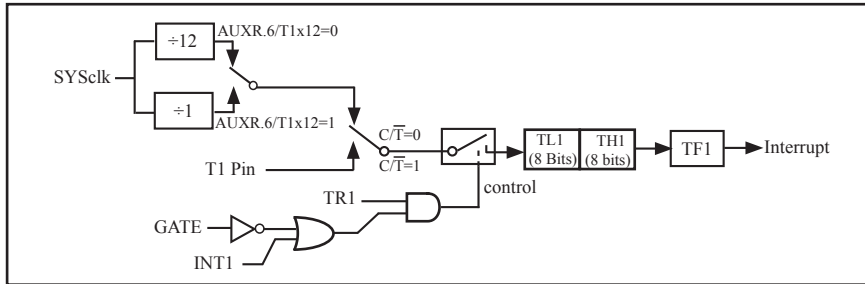 AUXR.6/T1x12=0
÷12
SYSclk
÷1
AUXR.6/T1x12=1
C/T̅=0
C/T̅=1
T1 Pin
TL1
(8 Bits)
TH1
(8 bits)
TF1
Interrupt
control
TR1
GATE
INT1